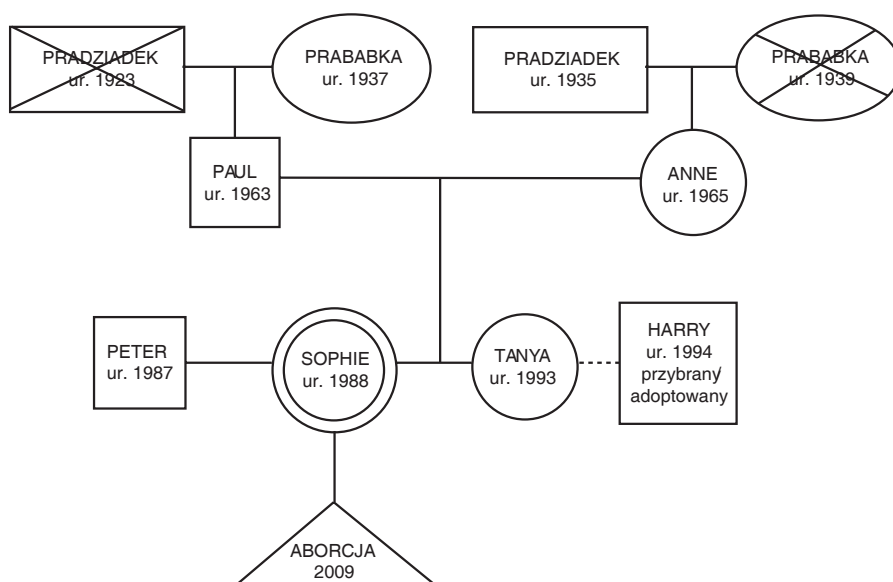 PRADZIADEK
ur. 1923
PRABABKA
ur. 1937
PRADZIADEK
ur. 1935
PRABABKA
ur. 1939
PAUL
ur. 1963
ANNE
ur. 1965
PETER
ur. 1987
SOPHIE
ur. 1988
TANYA
ur. 1993
HARRY
ur. 1994
przybrany/
adoptowany
ABORCJA
2009